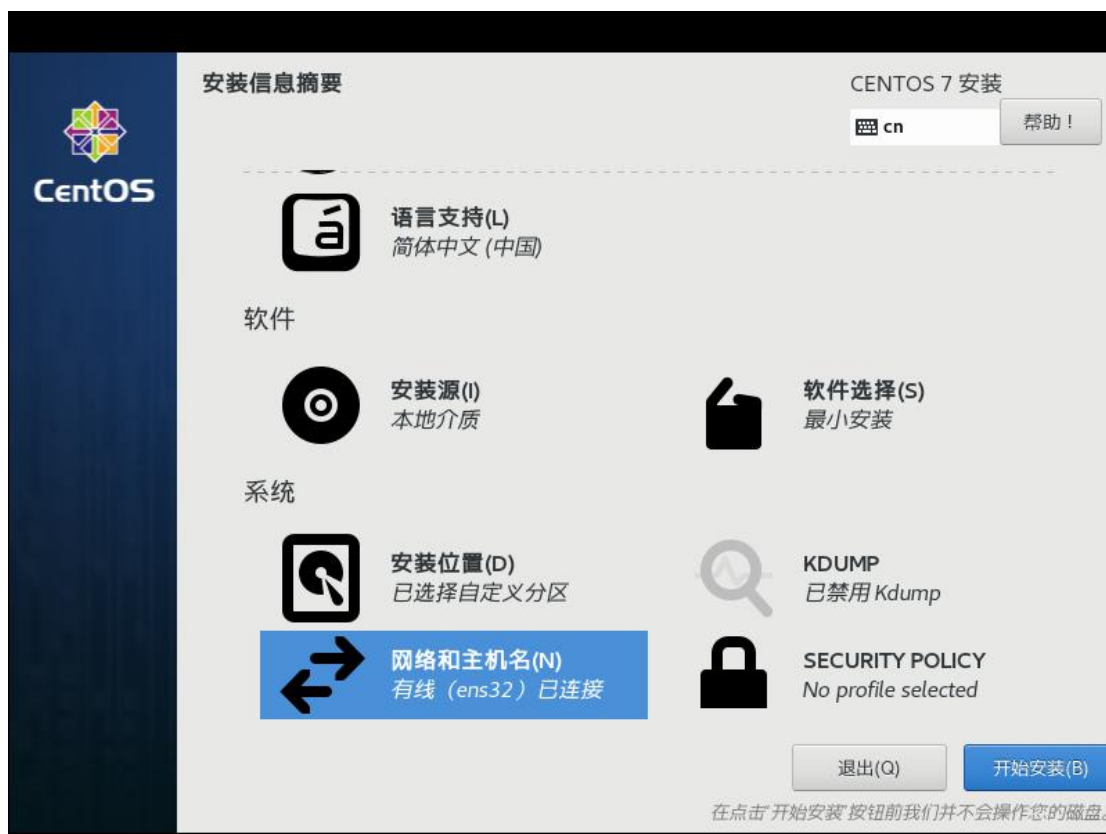 安装信息摘要
CENTOS 7 安装
cn
帮助！
CentOS
语言支持(L)
简体中文 (中国)
软件
安装源(I)
本地介质
软件选择(S)
最小安装
系统
安装位置(D)
已选择自定义分区
KDUMP
已禁用 Kdump
网络和主机名(N)
有线（ens32）已连接
SECURITY POLICY
No profile selected
退出(Q)
开始安装(B)
在点击'开始安装'按钮前我们并不会操作您的磁盘。